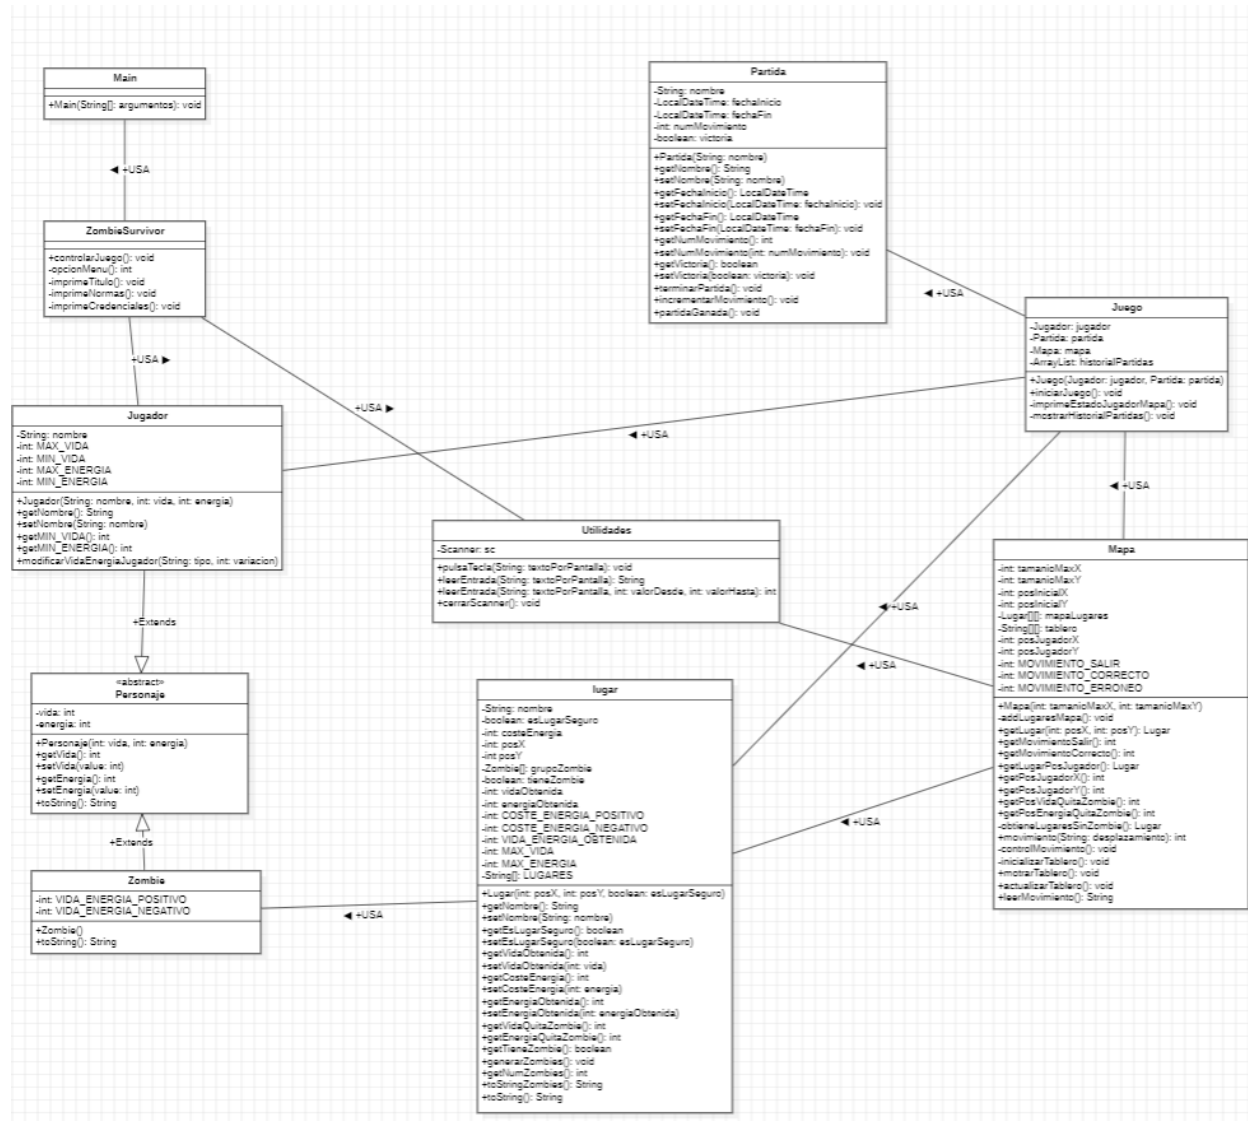 Main
+Main(String[]: argumentos): void
◄ +USA
ZombieSurvivor
+controlarJuego(): void
-opcionMenu(): int
-imprimeTitulo(): void
-imprimeNormas(): void
-imprimeCredenciales(): void
+USA ►
+USA ►
Partida
-String: nombre
-LocalDateTime: fechaInicio
-LocalDateTime: fechaFin
-int: numMovimiento
-boolean: victoria
+Partida(String: nombre)
+getNombre(): String
+setNombre(String: nombre)
+getFechaInicio(): LocalDateTime
+setFechaInicio(LocalDateTime: fechaInicio): void
+getFechaFin(): LocalDateTime
+setFechaFin(LocalDateTime: fechaFin): void
+getNumMovimiento(): int
+setNumMovimiento(int: numMovimiento): void
+getVictoria(): boolean
+setVictoria(boolean: victoria): void
+terminarPartida(): void
+incrementarMovimiento(): void
+partidaGanada(): void
◄ +USA
Juego
-Jugador: jugador
-Partida: partida
-Mapa: mapa
-ArrayList: historialPartidas
+Juego(Jugador: jugador, Partida: partida)
+iniciarJuego(): void
-imprimeEstadoJugadorMapa(): void
-mostrarHistorialPartidas(): void
◄ +USA
◄ +USA
◄ +USA
Jugador
-String: nombre
-int: MAX_VIDA
-int: MIN_VIDA
-int: MAX_ENERGIA
-int: MIN_ENERGIA
+Jugador(String: nombre, int: vida, int: energia)
+getNombre(): String
+setNombre(String: nombre)
+getMIN_VIDA(): int
+getMIN_ENERGIA(): int
+modificarVidaEnergiaJugador(String: tipo, int: variacion)
+Extends
Utilidades
-Scanner: sc
+pulsaTecla(String: textoPorPantalla): void
+leerEntrada(String: textoPorPantalla): String
+leerEntrada(String: textoPorPantalla, int: valorDesde, int: valorHasta): int
+cerrarScanner(): void
◄ +USA
Mapa
-int: tamanioMaxX
-int: tamanioMaxY
-int: posInicialX
-int: posInicialY
-Lugar[][]: mapaLugares
-String[][]: tablero
-int: posJugadorX
-int: posJugadorY
-int: MOVIMIENTO_SALIR
-int: MOVIMIENTO_CORRECTO
-int: MOVIMIENTO_ERRONEO
+Mapa(int: tamanioMaxX, int: tamanioMaxY)
-addLugaresMapa(): void
+getLugar(int: posX, int: posY): Lugar
+getMovimientoSalir(): int
+getMovimientoCorrecto(): int
+getLugarPosJugador(): Lugar
+getPosJugadorX(): int
+getPosJugadorY(): int
+getPosVidaQuitaZombie(): int
+getPosEnergiaQuitaZombie(): int
-obtieneLugaresSinZombie(): Lugar
+movimiento(String: desplazamiento): int
-controlMovimiento(): void
-inicializarTablero(): void
+motrarTablero(): void
+actualizarTablero(): void
+leerMovimiento(): String
◄ +USA
«abstract»
Personaje
-vida: int
-energia: int
+Personaje(int: vida, int: energia)
+getVida(): int
+setVida(value: int)
+getEnergia(): int
+setEnergia(value: int)
+toString(): String
+Extends
Zombie
-int: VIDA_ENERGIA_POSITIVO
-int: VIDA_ENERGIA_NEGATIVO
+Zombie()
+toString(): String
◄ +USA
lugar
-String: nombre
-boolean: esLugarSeguro
-int: costeEnergia
-int: posX
-int posY
-Zombie[]: grupoZombie
-boolean: tieneZombie
-int: vidaObtenida
-int: energiaObtenida
-int: COSTE_ENERGIA_POSITIVO
-int: COSTE_ENERGIA_NEGATIVO
-int: VIDA_ENERGIA_OBTENIDA
-int: MAX_VIDA
-int: MAX_ENERGIA
-String[]: LUGARES
+Lugar(int: posX, int: posY, boolean: esLugarSeguro)
+getNombre(): String
+setNombre(String: nombre)
+getEsLugarSeguro(): boolean
+setEsLugarSeguro(boolean: esLugarSeguro)
+getVidaObtenida(): int
+setVidaObtenida(int: vida)
+getCosteEnergia(): int
+setCosteEnergia(int: energia)
+getEnergiaObtenida(): int
+setEnergiaObtenida(int: energiaObtenida)
+getVidaQuitaZombie(): int
+getEnergiaQuitaZombie(): int
+getTieneZombie(): boolean
+generarZombies(): void
+getNumZombies(): int
+toStringZombies(): String
+toString(): String